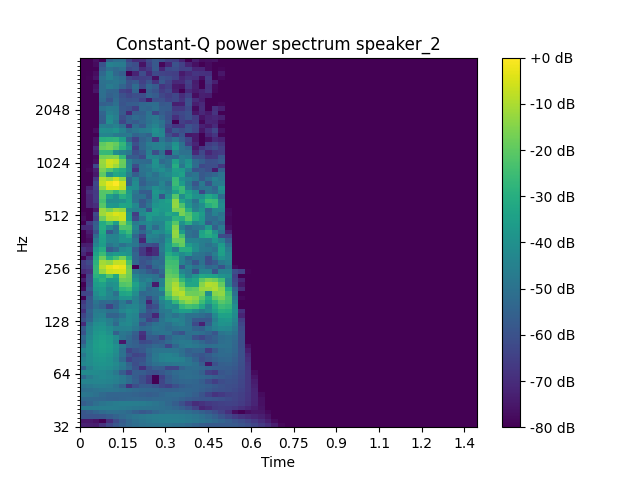 Constant-Q power spectrum speaker_2
+0 dB
-10 dB
-20 dB
-30 dB
-40 dB
-50 dB
-60 dB
-70 dB
-80 dB
Hz
2048
1024
512
256
128
64
32
0 0.15 0.3 0.45 0.6 0.75 0.9 1.1 1.2 1.4
Time